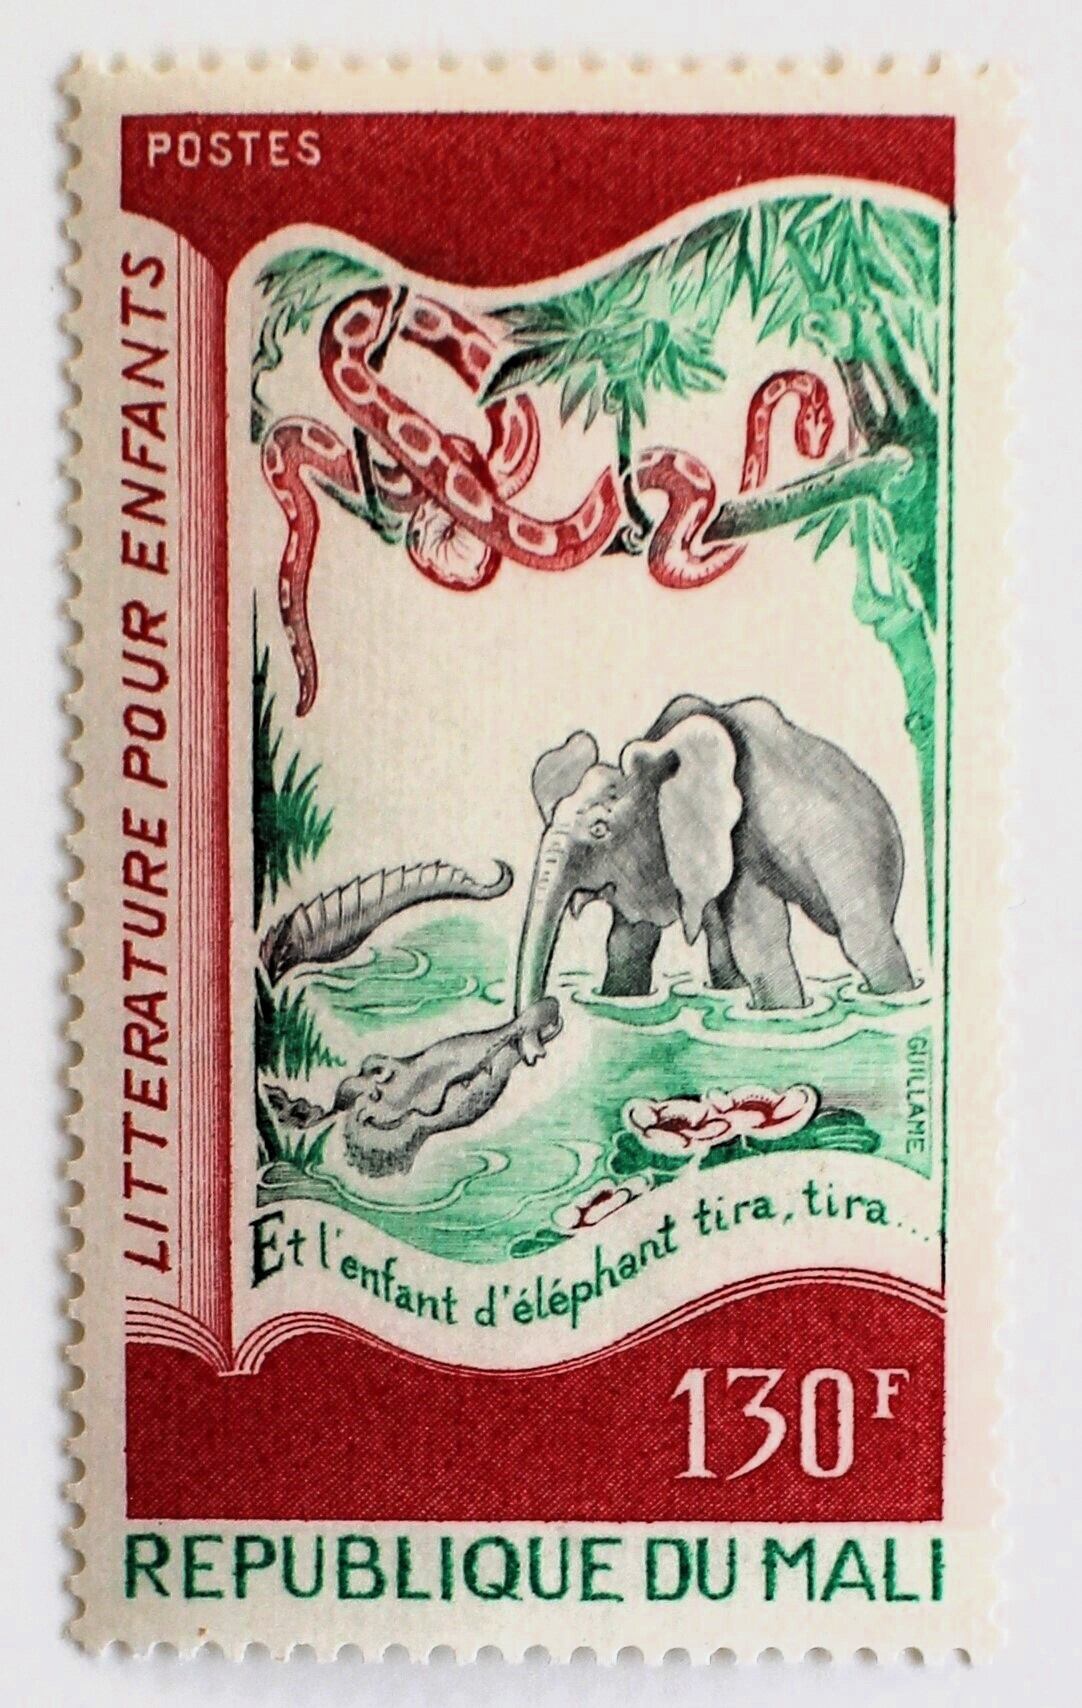 POSTES
LITTERATURE POUR ENFANTS
GUILLAME
Et l'enfant d'éléphant tira, tira...
130F
REPUBLIQUE DU MALI